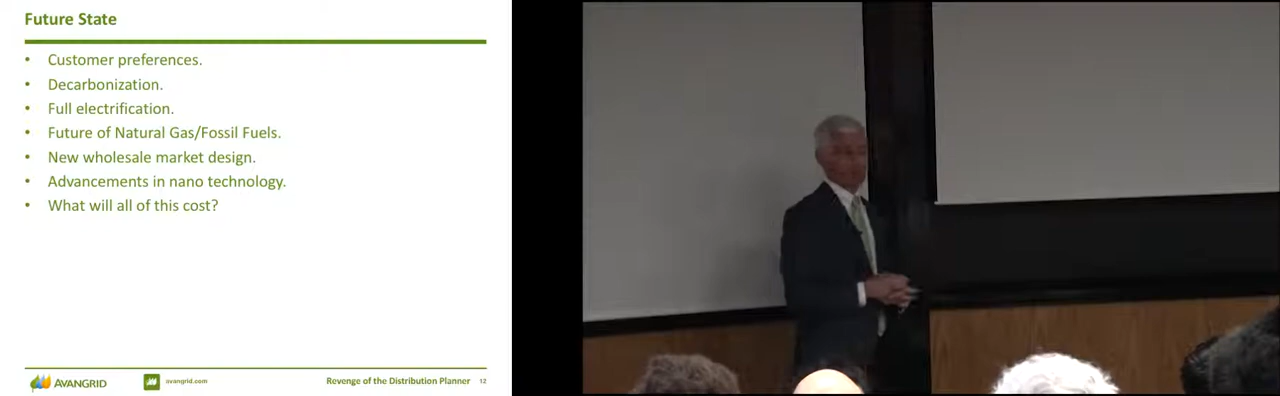 Future State
• Customer preferences.
• Decarbonization.
• Full electrification.
• Future of Natural Gas/Fossil Fuels.
• New wholesale market design.
• Advancements in nano technology.
• What will all of this cost?
AVANGRID
avangrid.com
Revenge of the Distribution Planner 12